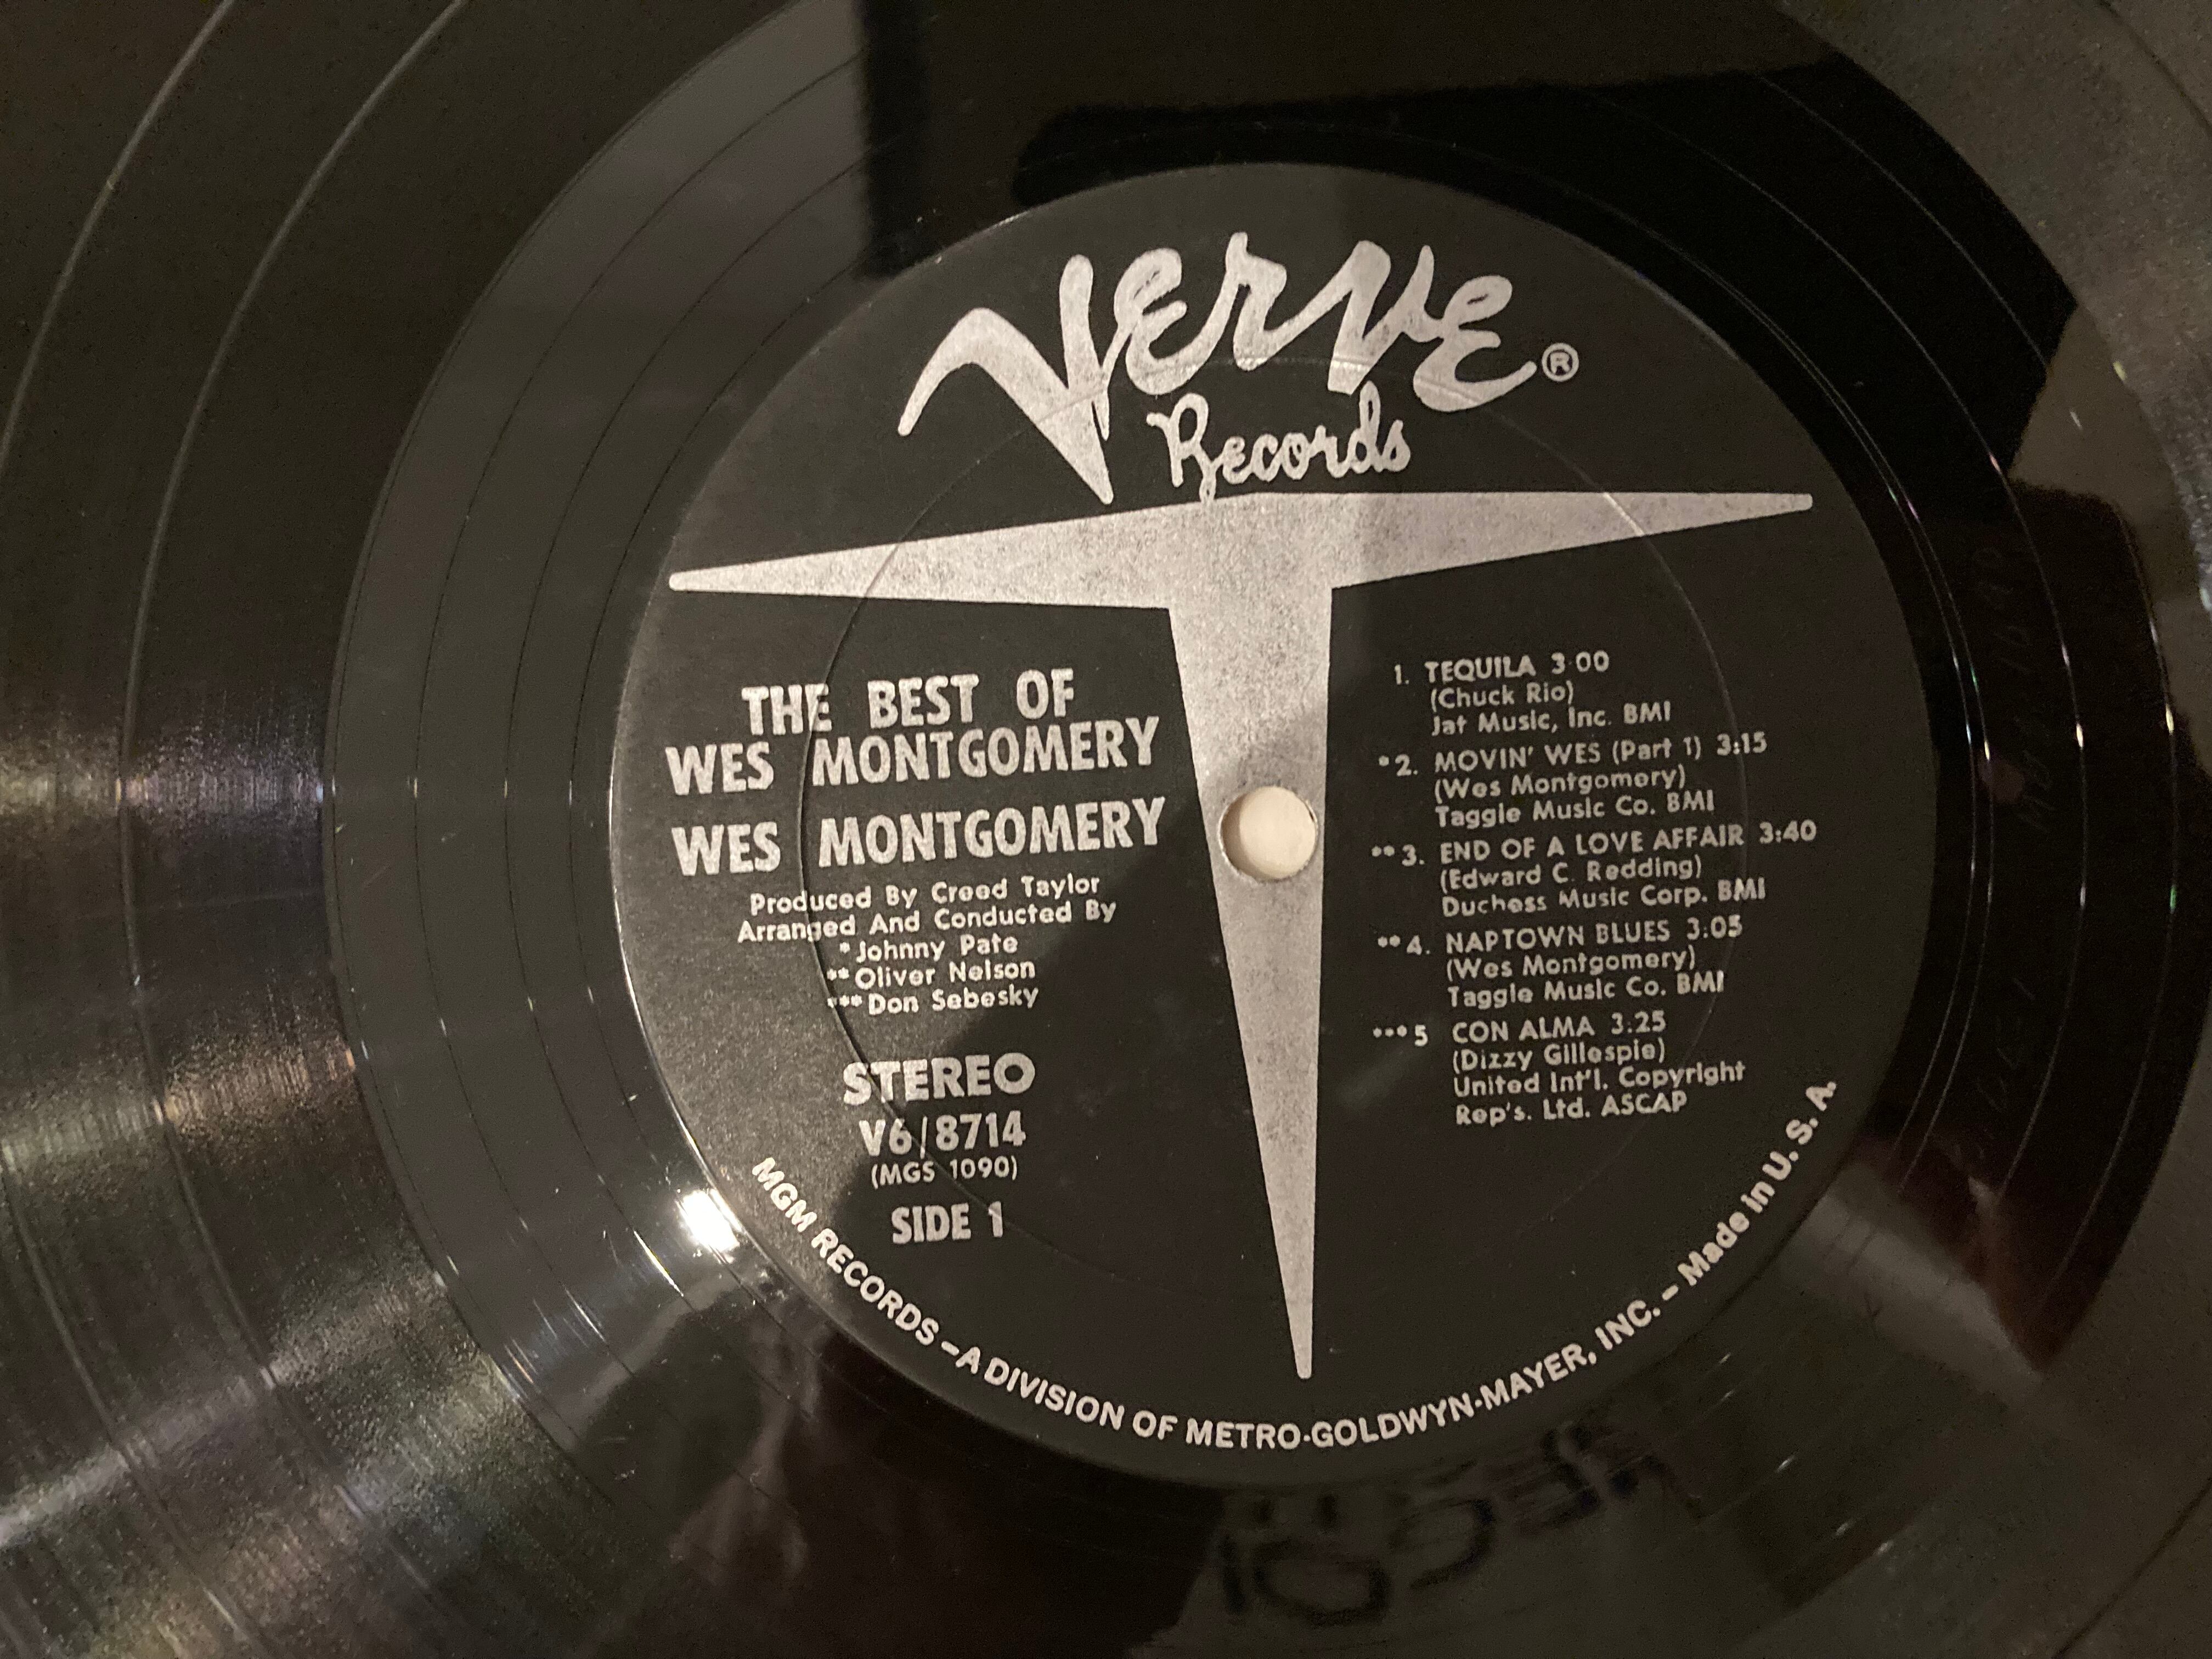 Verve®
Records
THE BEST OF
WES MONTGOMERY
WES MONTGOMERY
Produced By Creed Taylor
Arranged And Conducted By
*Johnny Pate
**Oliver Nelson
***Don Sebesky
STEREO
V6/8714
(MGS 1090)
SIDE 1
1. TEQUILA 3:00
(Chuck Rio)
Jat Music, Inc. BMI
*2. MOVIN' WES (Part 1) 3:15
(Wes Montgomery)
Taggie Music Co. BMI
**3. END OF A LOVE AFFAIR 3:40
(Edward C. Redding)
Duchess Music Corp. BMI
**4. NAPTOWN BLUES 3:05
(Wes Montgomery)
Taggie Music Co. BMI
***5 CON ALMA 3:25
(Dizzy Gillespie)
United Int'l. Copyright
Rep's. Ltd. ASCAP
MGM RECORDS – A DIVISION OF METRO-GOLDWYN-MAYER, INC. – Made in U. S. A.